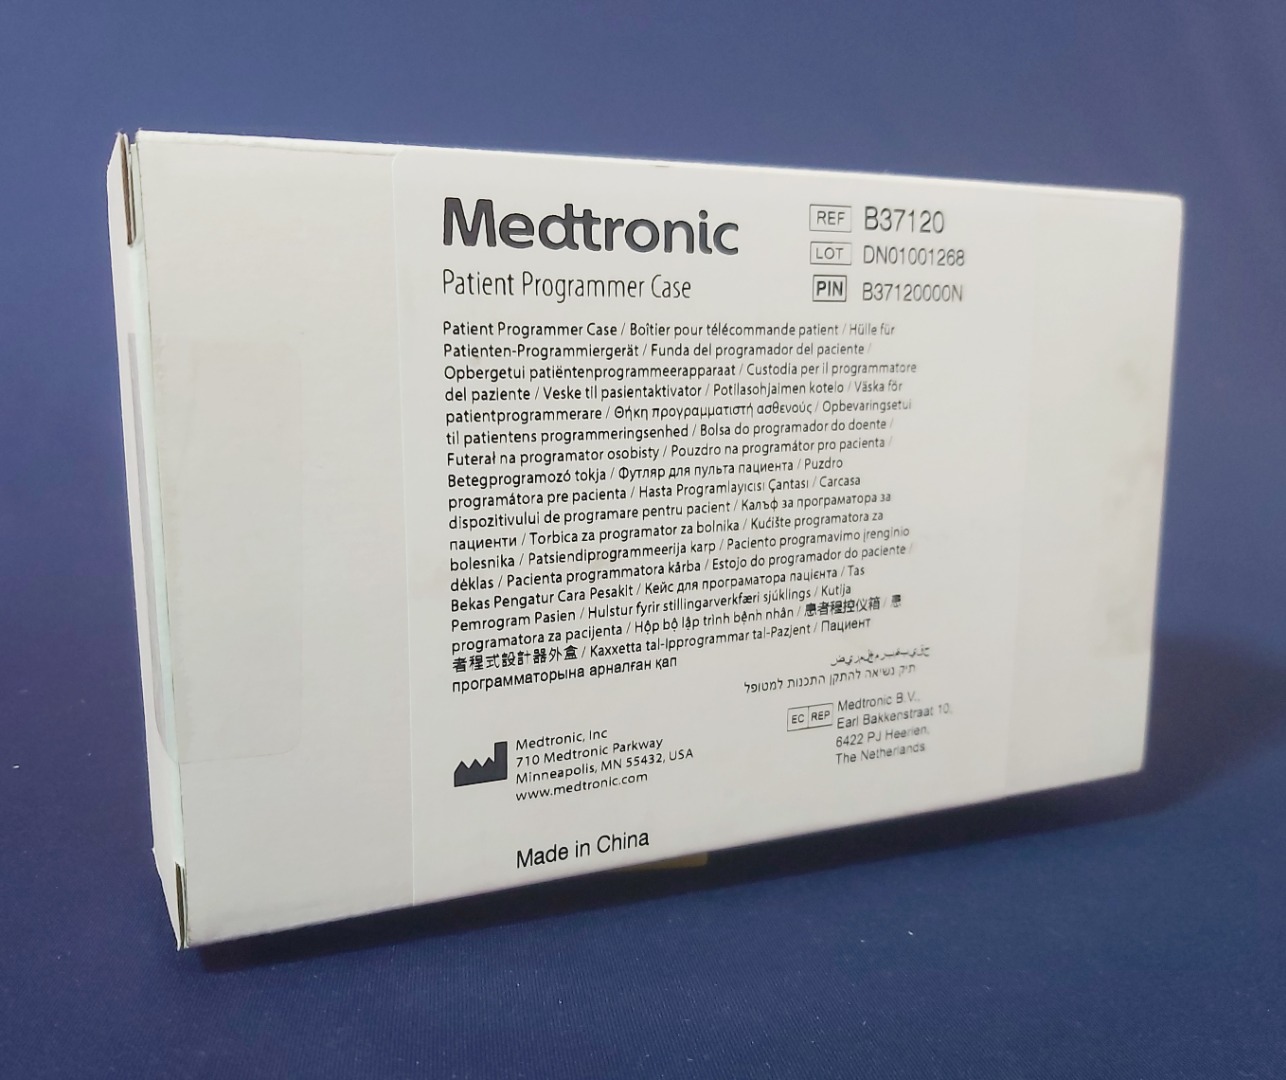 Medtronic
Patient Programmer Case
REF B37120
LOT DN01001268
PIN B37120000N
Patient Programmer Case / Boîtier pour télécommande patient / Hülle für
Patienten-Programmiergerät / Funda del programador del paciente /
Opbergetui patiëntenprogrammeerapparaat / Custodia per il programmatore
del paziente / Veske til pasientaktivator / Potilasohjaimen kotelo / Väska för
patientprogrammerare / Θήκη προγραμματιστή ασθενούς / Opbevaringsetui
til patientens programmeringsenhed / Bolsa do programador do doente /
Futerał na programator osobisty / Pouzdro na programátor pro pacienta /
Betegprogramozó tokja / Футляр для пульта пациента / Puzdro
programátora pre pacienta / Hasta Programlayıcısı Çantası / Carcasa
dispozitivului de programare pentru pacient / Калъф за програматора за
пациенти / Torbica za programator za bolnika / Kućište programatora za
bolesnika / Patsiendiprogrammeerija karp / Paciento programavimo įrenginio
dėklas / Pacienta programmatora kārba / Estojo do programador do paciente /
Bekas Pengatur Cara Pesakit / Кейс для програматора пацієнта / Tas
Pemrogram Pasien / Hulstur fyrir stillingarverkfæri sjúklings / Kutija
programatora za pacijenta / Hộp bộ lập trình bệnh nhân / 患者程控仪箱 / 患
者程式設計器外盒 / Kaxxetta tal-Ipprogrammar tal-Pazjent / Пациент
программаторына арналған қап
תיק נשיאה להתקן התכנות למטופל
Medtronic, Inc
710 Medtronic Parkway
Minneapolis, MN 55432, USA
www.medtronic.com
EC REP Medtronic B.V.
Earl Bakkenstraat 10,
6422 PJ Heerlen,
The Netherlands
Made in China